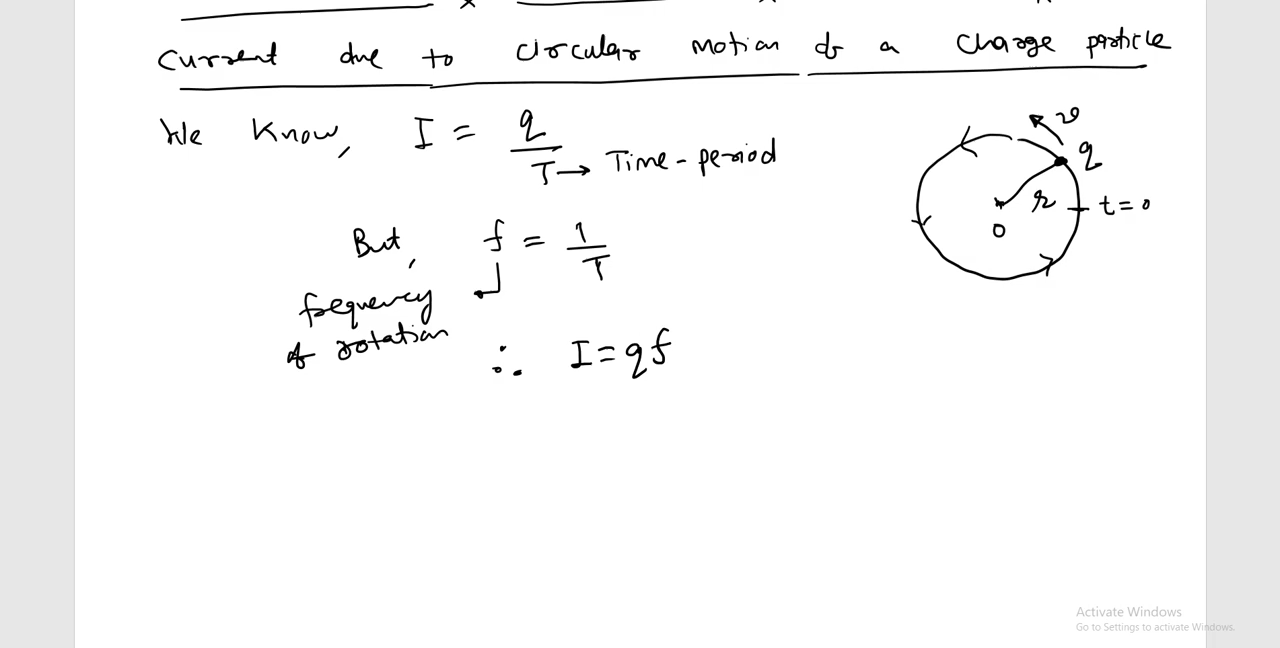 Current due to circular motion of a charge particle
We know, I = q/T → Time-period
v
q
r
t=0
O
But, f = 1/T
frequency
of rotation
∴ I = qf
Activate Windows
Go to Settings to activate Windows.